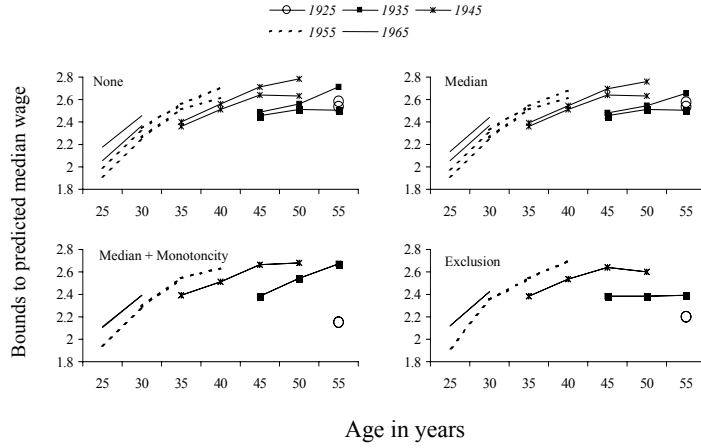 1925 1935 1945
1955 1965
Bounds to predicted median wage
None
2.8
2.6
2.4
2.2
2
1.8
25 30 35 40 45 50 55
Median
2.8
2.6
2.4
2.2
2
1.8
25 30 35 40 45 50 55
Median + Monotoncity
2.8
2.6
2.4
2.2
2
1.8
25 30 35 40 45 50 55
Exclusion
2.8
2.6
2.4
2.2
2
1.8
25 30 35 40 45 50 55
Age in years